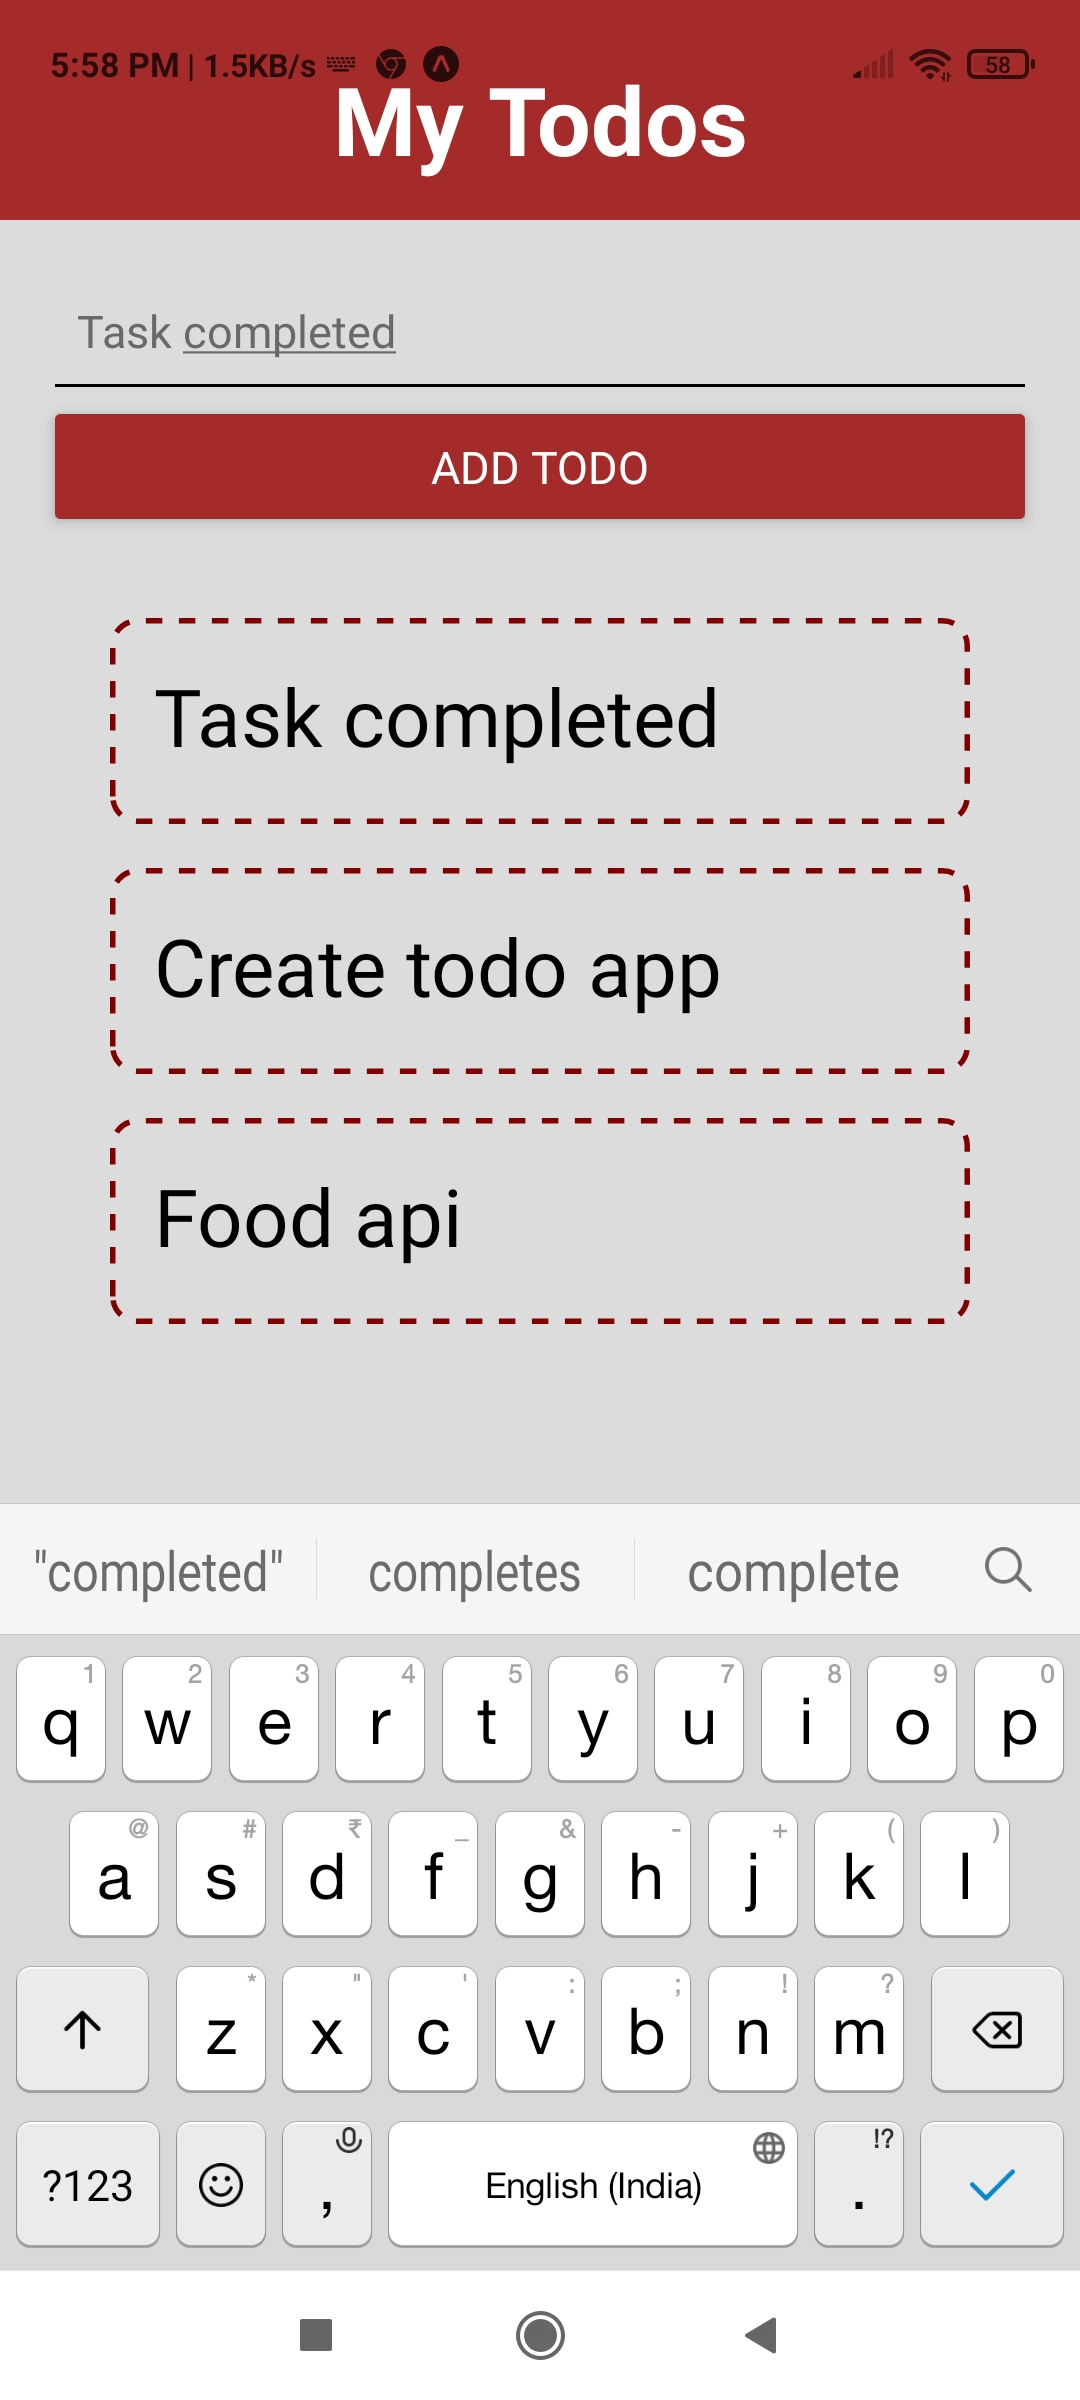 5:58 PM | 1.5KB/s 58
My Todos
Task completed
ADD TODO
Task completed
Create todo app
Food api
"completed" completes complete
1 2 3 4 5 6 7 8 9 0
q w e r t y u i o p
@ # ₹ _ & - + ( )
a s d f g h j k l
* " ' : ; ! ?
z x c v b n m
!?
?123 , English (India) .